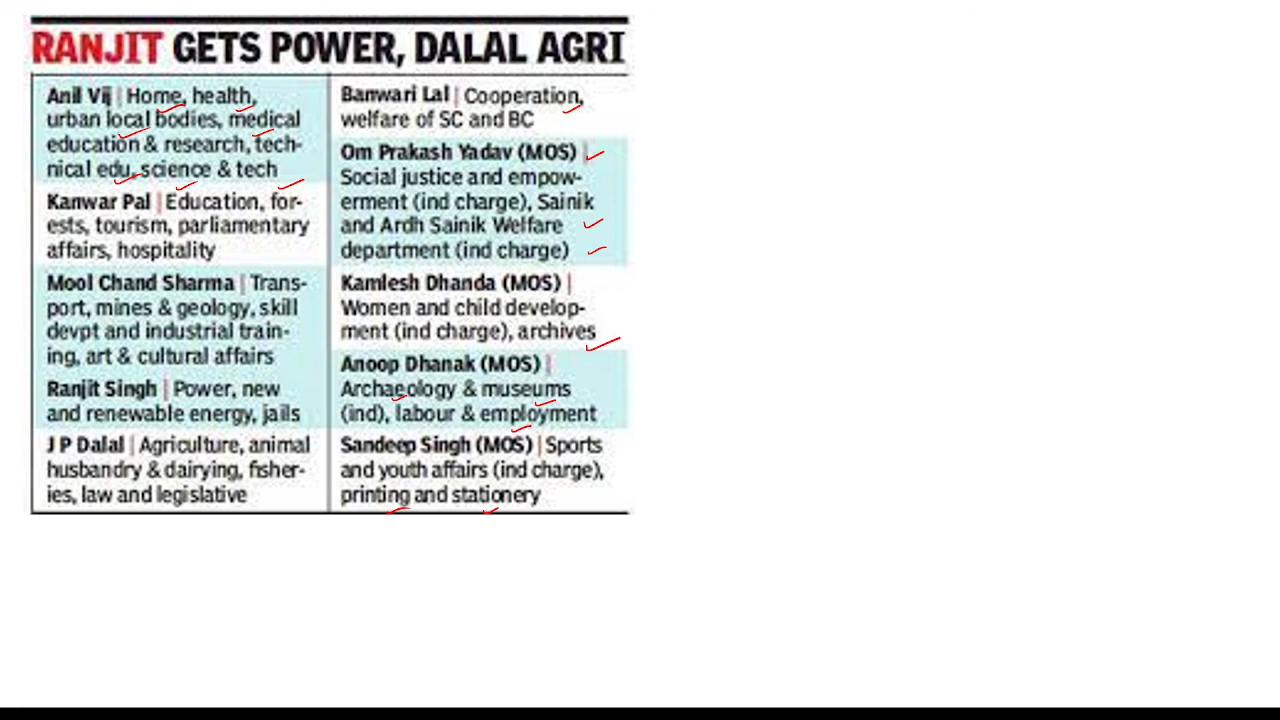 RANJIT GETS POWER, DALAL AGRI
Anil Vij | Home, health,
urban local bodies, medical
education & research, tech-
nical edu, science & tech
Kanwar Pal | Education, for-
ests, tourism, parliamentary
affairs, hospitality
Mool Chand Sharma | Trans-
port, mines & geology, skill
devpt and industrial train-
ing, art & cultural affairs
Ranjit Singh | Power, new
and renewable energy, jails
J P Dalal | Agriculture, animal
husbandry & dairying, fisher-
ies, law and legislative
Banwari Lal | Cooperation,
welfare of SC and BC
Om Prakash Yadav (MOS) |
Social justice and empow-
erment (ind charge), Sainik
and Ardh Sainik Welfare
department (ind charge)
Kamlesh Dhanda (MOS) |
Women and child develop-
ment (ind charge), archives
Anoop Dhanak (MOS) |
Archaeology & museums
(ind), labour & employment
Sandeep Singh (MOS) | Sports
and youth affairs (ind charge),
printing and stationery